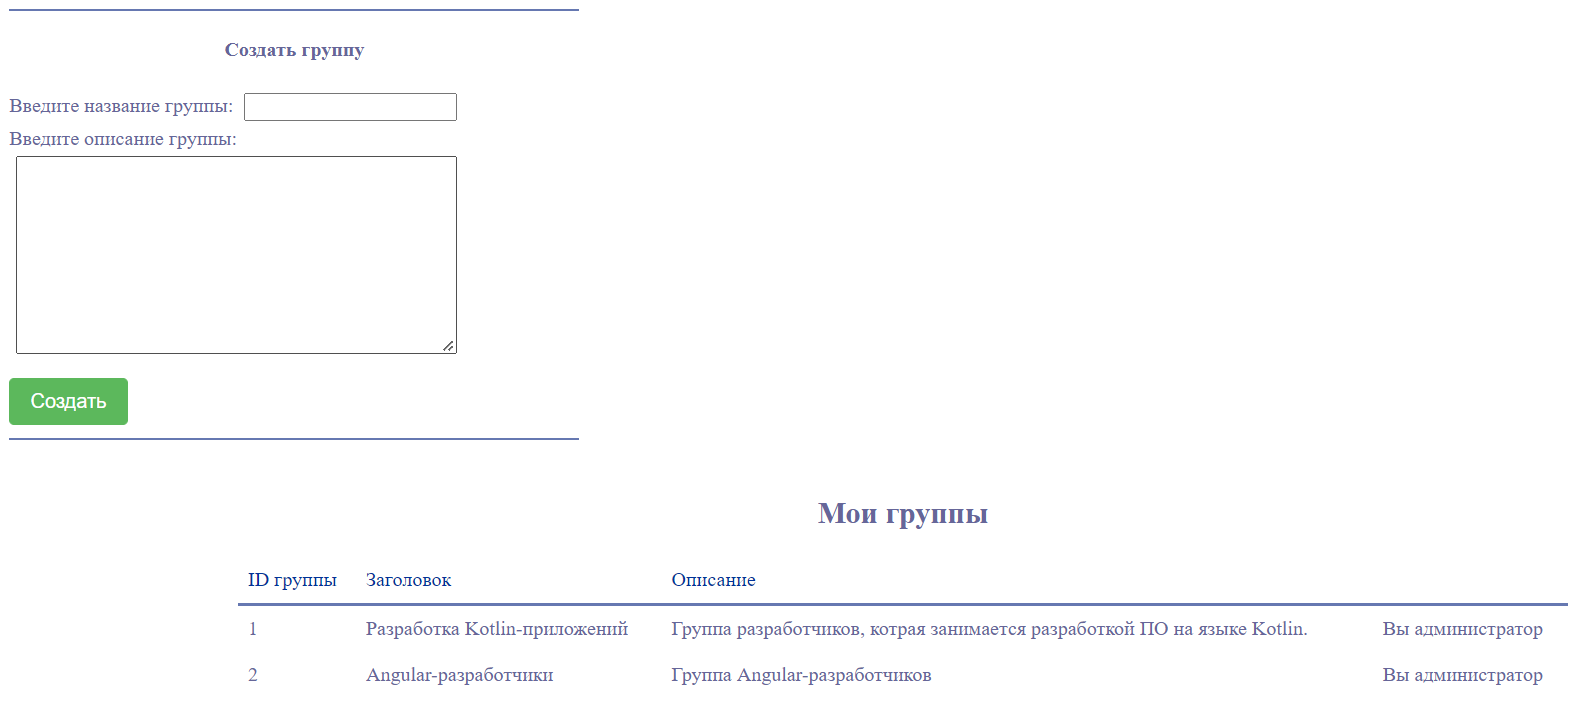 Создать группу
Введите название группы:
Введите описание группы:
Создать
Мои группы
ID группы Заголовок Описание
1 Разработка Kotlin-приложений Группа разработчиков, котрая занимается разработкой ПО на языке Kotlin. Вы администратор
2 Angular-разработчики Группа Angular-разработчиков Вы администратор